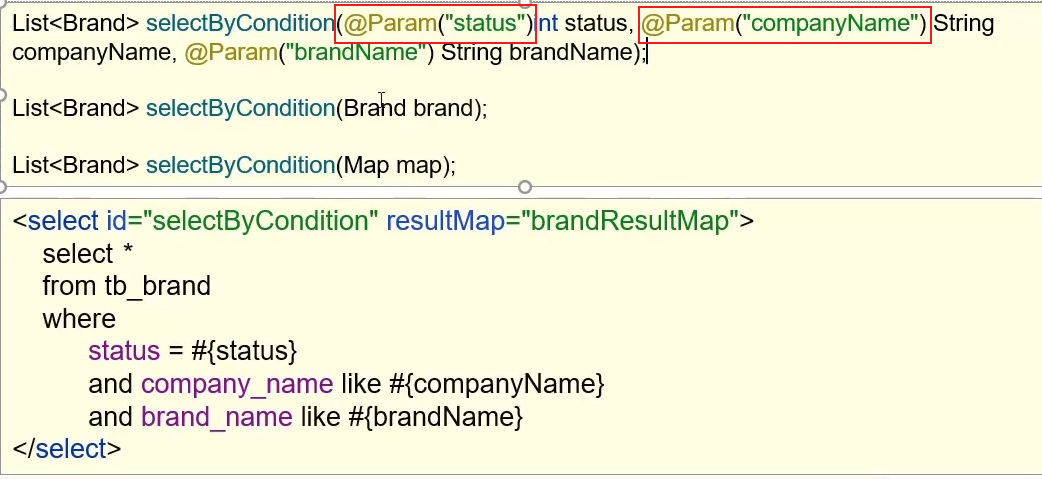 List<Brand> selectByCondition(@Param("status")int status, @Param("companyName") String
companyName, @Param("brandName") String brandName);
List<Brand> selectByCondition(Brand brand);
List<Brand> selectByCondition(Map map);
<select id="selectByCondition" resultMap="brandResultMap">
select *
from tb_brand
where
status = #{status}
and company_name like #{companyName}
and brand_name like #{brandName}
</select>